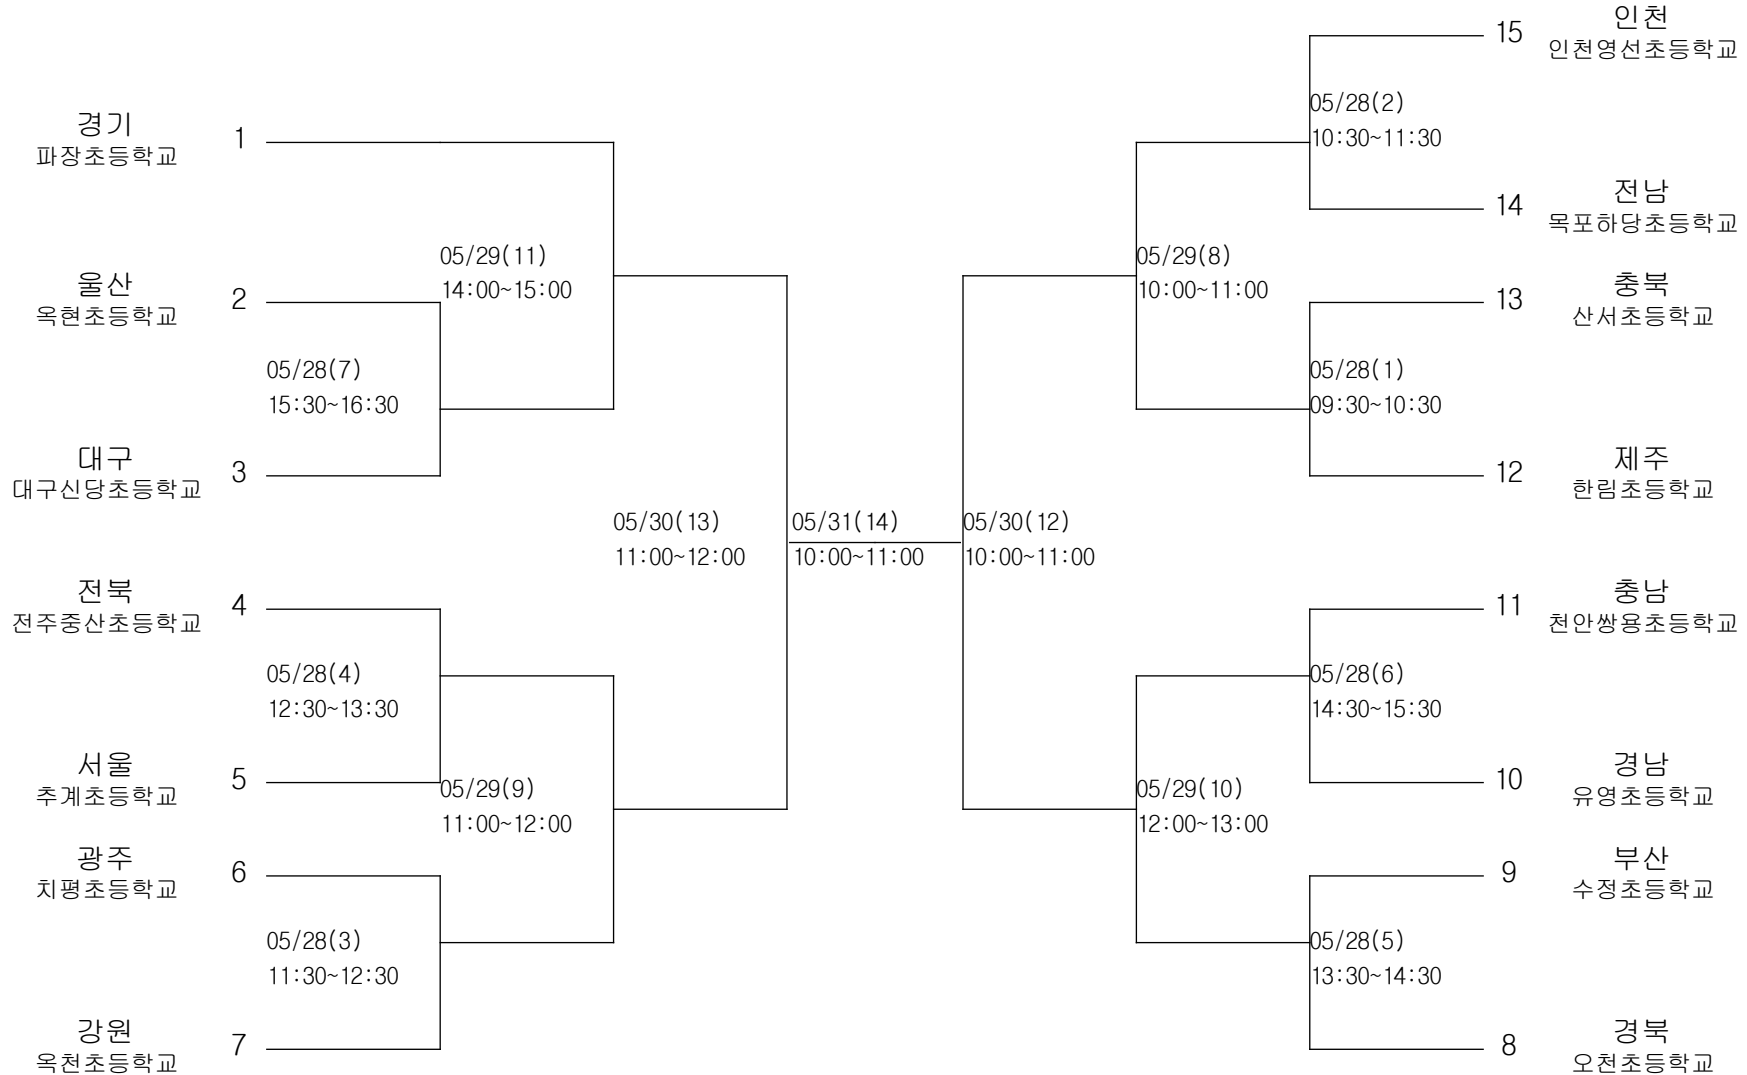 경기
파장초등학교
1
울산
옥현초등학교
2
05/29(11)
14:00~15:00
05/28(7)
15:30~16:30
대구
대구신당초등학교
3
05/30(13)
11:00~12:00
전북
전주중산초등학교
4
05/28(4)
12:30~13:30
서울
추계초등학교
5
05/29(9)
11:00~12:00
광주
치평초등학교
6
05/28(3)
11:30~12:30
강원
옥천초등학교
7
05/31(14)
10:00~11:00
05/30(12)
10:00~11:00
15
인천
인천영선초등학교
05/28(2)
10:30~11:30
14
전남
목포하당초등학교
05/29(8)
10:00~11:00
13
충북
산서초등학교
05/28(1)
09:30~10:30
12
제주
한림초등학교
11
충남
천안쌍용초등학교
05/28(6)
14:30~15:30
10
경남
유영초등학교
05/29(10)
12:00~13:00
9
부산
수정초등학교
05/28(5)
13:30~14:30
8
경북
오천초등학교